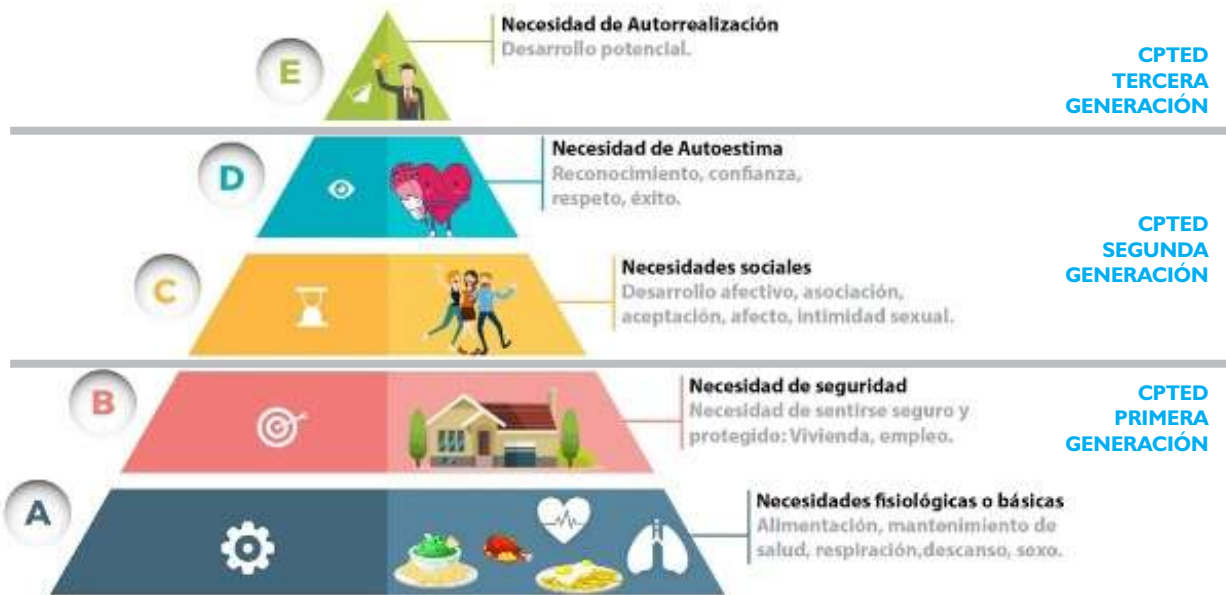 E
Necesidad de Autorrealización
Desarrollo potencial.
CPTED
TERCERA
GENERACIÓN
D
Necesidad de Autoestima
Reconocimiento, confianza,
respeto, éxito.
CPTED
SEGUNDA
GENERACIÓN
C
Necesidades sociales
Desarrollo afectivo, asociación,
aceptación, afecto, intimidad sexual.
B
Necesidad de seguridad
Necesidad de sentirse seguro y
protegido: Vivienda, empleo.
CPTED
PRIMERA
GENERACIÓN
A
Necesidades fisiológicas o básicas
Alimentación, mantenimiento de
salud, respiración,descanso, sexo.